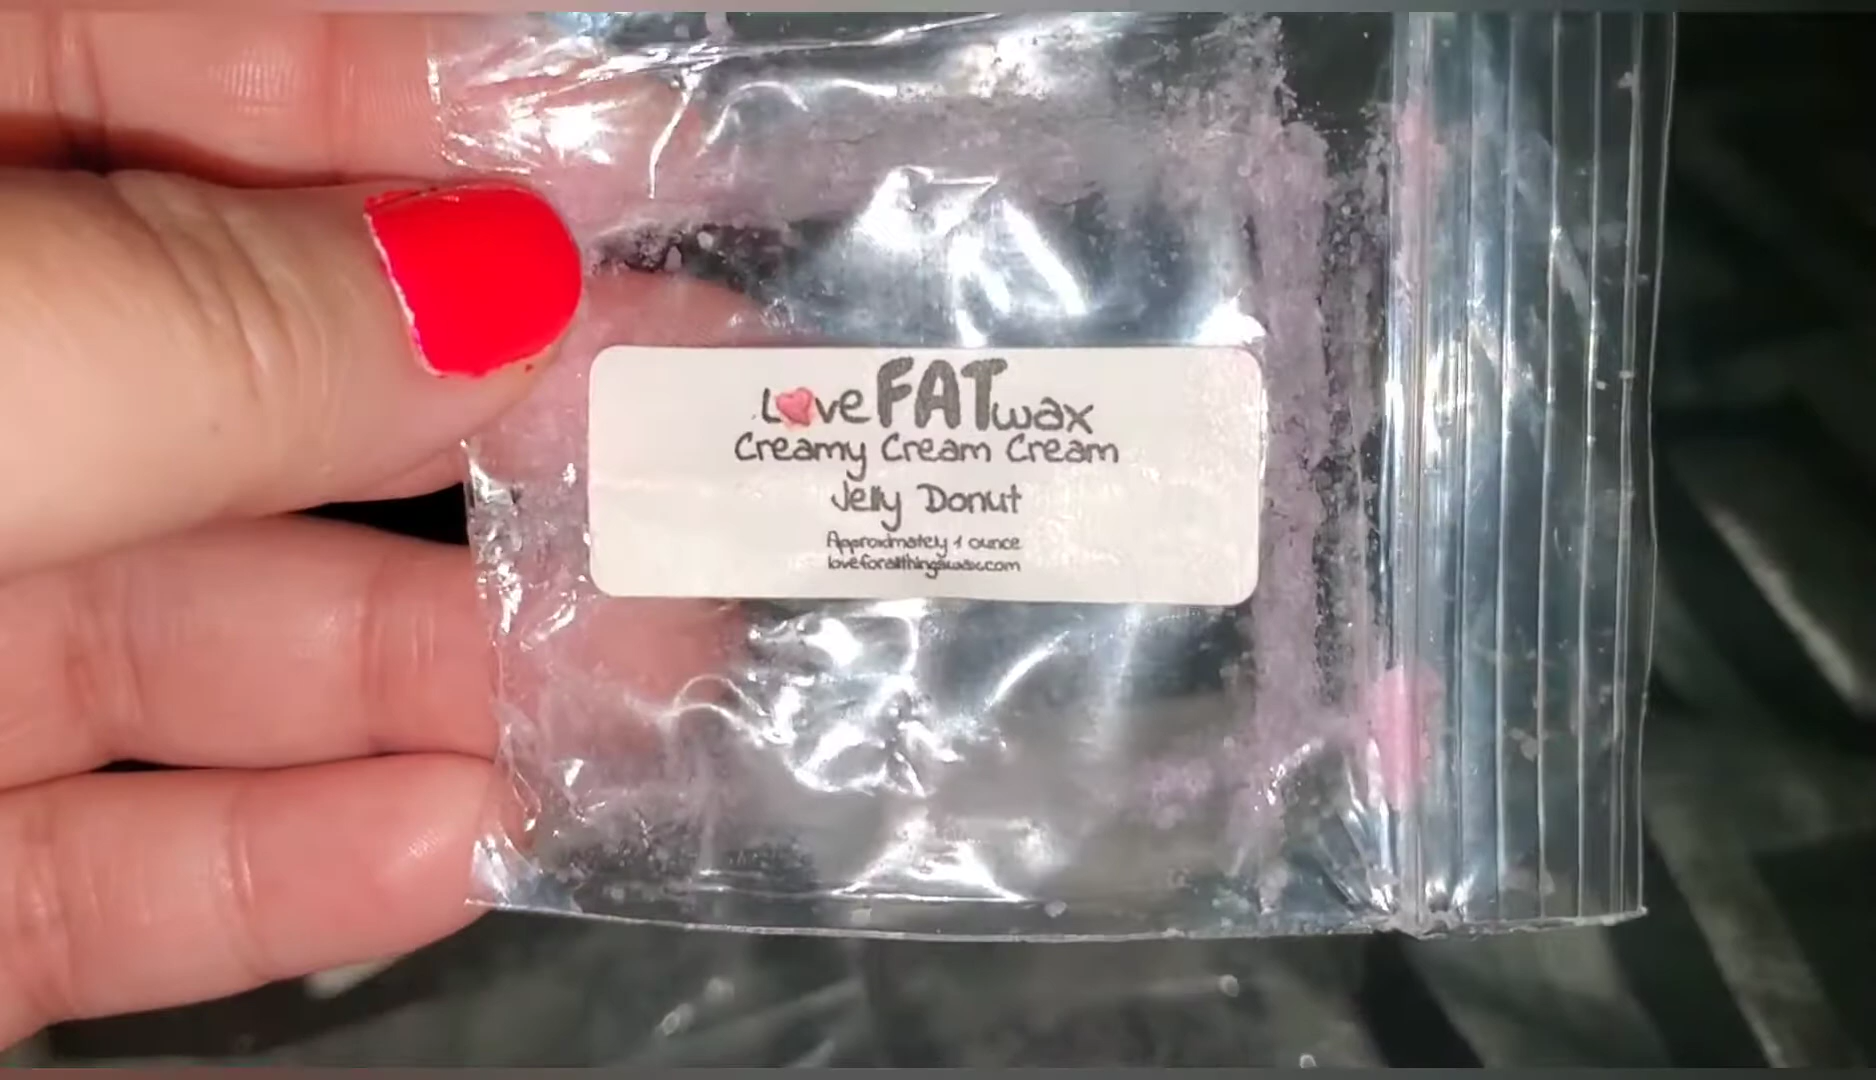 Love FAT wax
Creamy Cream Cream
Jelly Donut
Approximately 1 ounce
loveforallthingswax.com